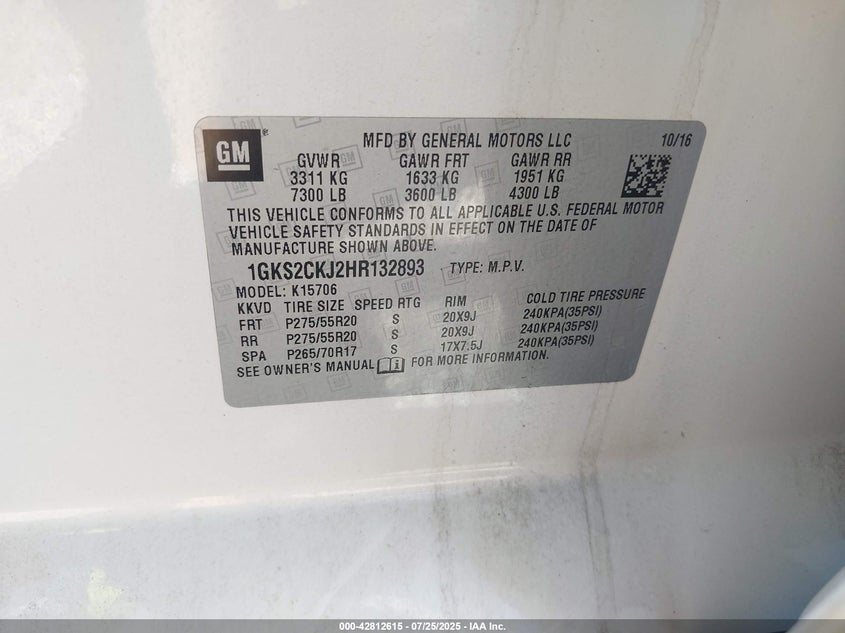 GM
MFD BY GENERAL MOTORS LLC 10/16
GVWR GAWR FRT GAWR RR
3311 KG 1633 KG 1951 KG
7300 LB 3600 LB 4300 LB
THIS VEHICLE CONFORMS TO ALL APPLICABLE U.S. FEDERAL MOTOR
VEHICLE SAFETY STANDARDS IN EFFECT ON THE DATE OF
MANUFACTURE SHOWN ABOVE.
1GKS2CKJ2HR132893 TYPE: M.P.V.
MODEL: K15706
KKVD TIRE SIZE SPEED RTG RIM COLD TIRE PRESSURE
FRT P275/55R20 S 20X9J 240KPA(35PSI)
RR P275/55R20 S 20X9J 240KPA(35PSI)
SPA P265/70R17 S 17X7.5J 240KPA(35PSI)
SEE OWNER'S MANUAL FOR MORE INFORMATION.
000-42812615 | 07/25/2025 | IAA Inc.